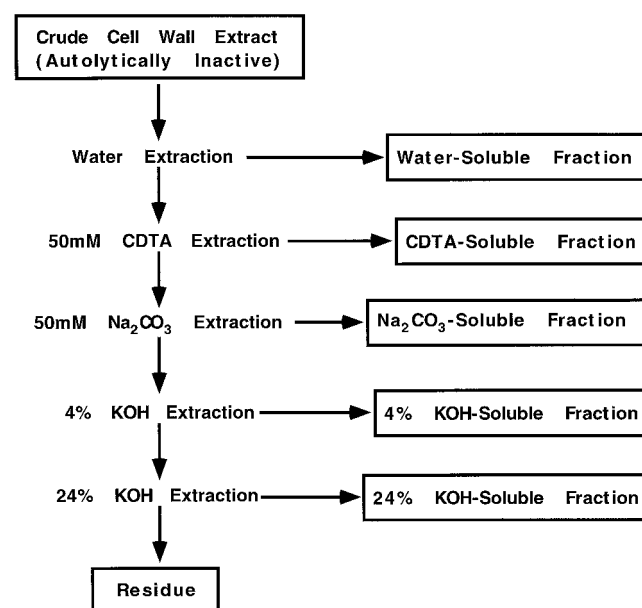 Crude Cell Wall Extract
(Autolytically Inactive)
Water Extraction
Water-Soluble Fraction
50mM CDTA Extraction
CDTA-Soluble Fraction
50mM Na₂CO₃ Extraction
Na₂CO₃-Soluble Fraction
4% KOH Extraction
4% KOH-Soluble Fraction
24% KOH Extraction
24% KOH-Soluble Fraction
Residue